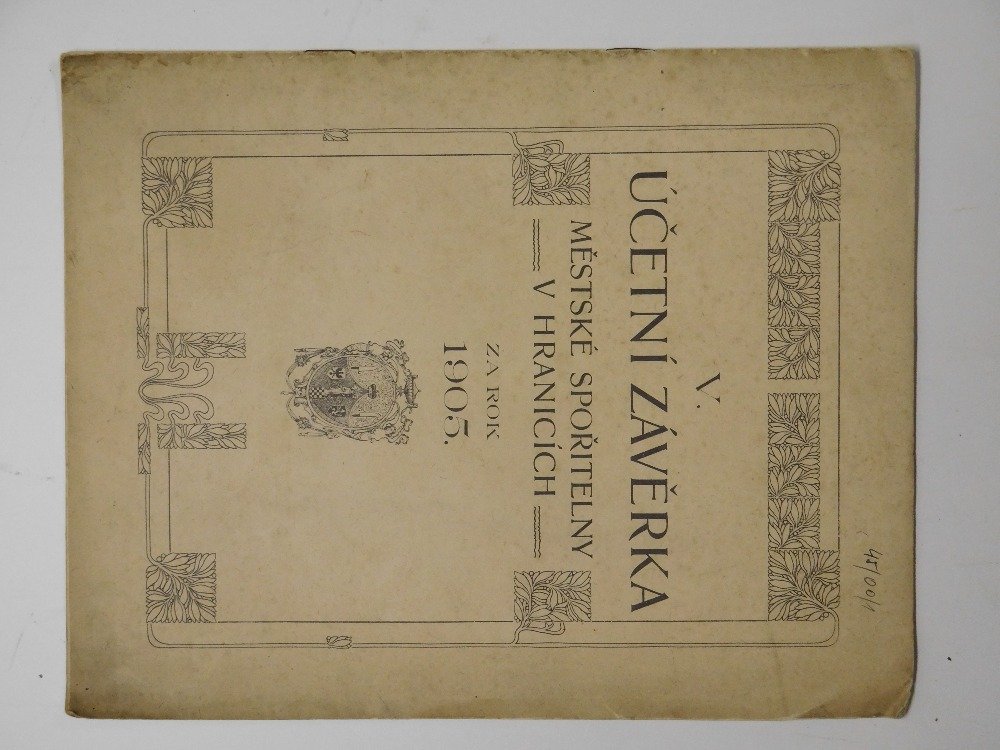 V.
ÚČETNÍ ZÁVĚRKA
MĚSTSKÉ SPOŘITELNY
V HRANICÍCH
ZA ROK
1905.